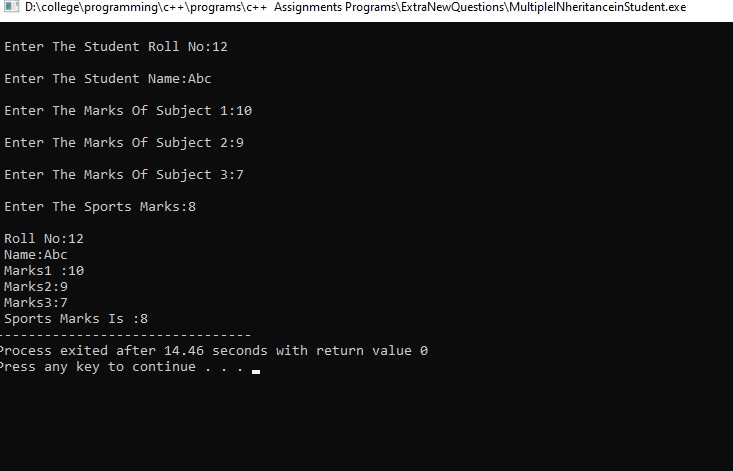 D:\college\programming\c++\programs\c++ Assignments Programs\ExtraNewQuestions\MultipleINheritanceinStudent.exe
Enter The Student Roll No:12
Enter The Student Name:Abc
Enter The Marks Of Subject 1:10
Enter The Marks Of Subject 2:9
Enter The Marks Of Subject 3:7
Enter The Sports Marks:8
Roll No:12
Name:Abc
Marks1 :10
Marks2:9
Marks3:7
Sports Marks Is :8
--------------------------------
Process exited after 14.46 seconds with return value 0
Press any key to continue . . .